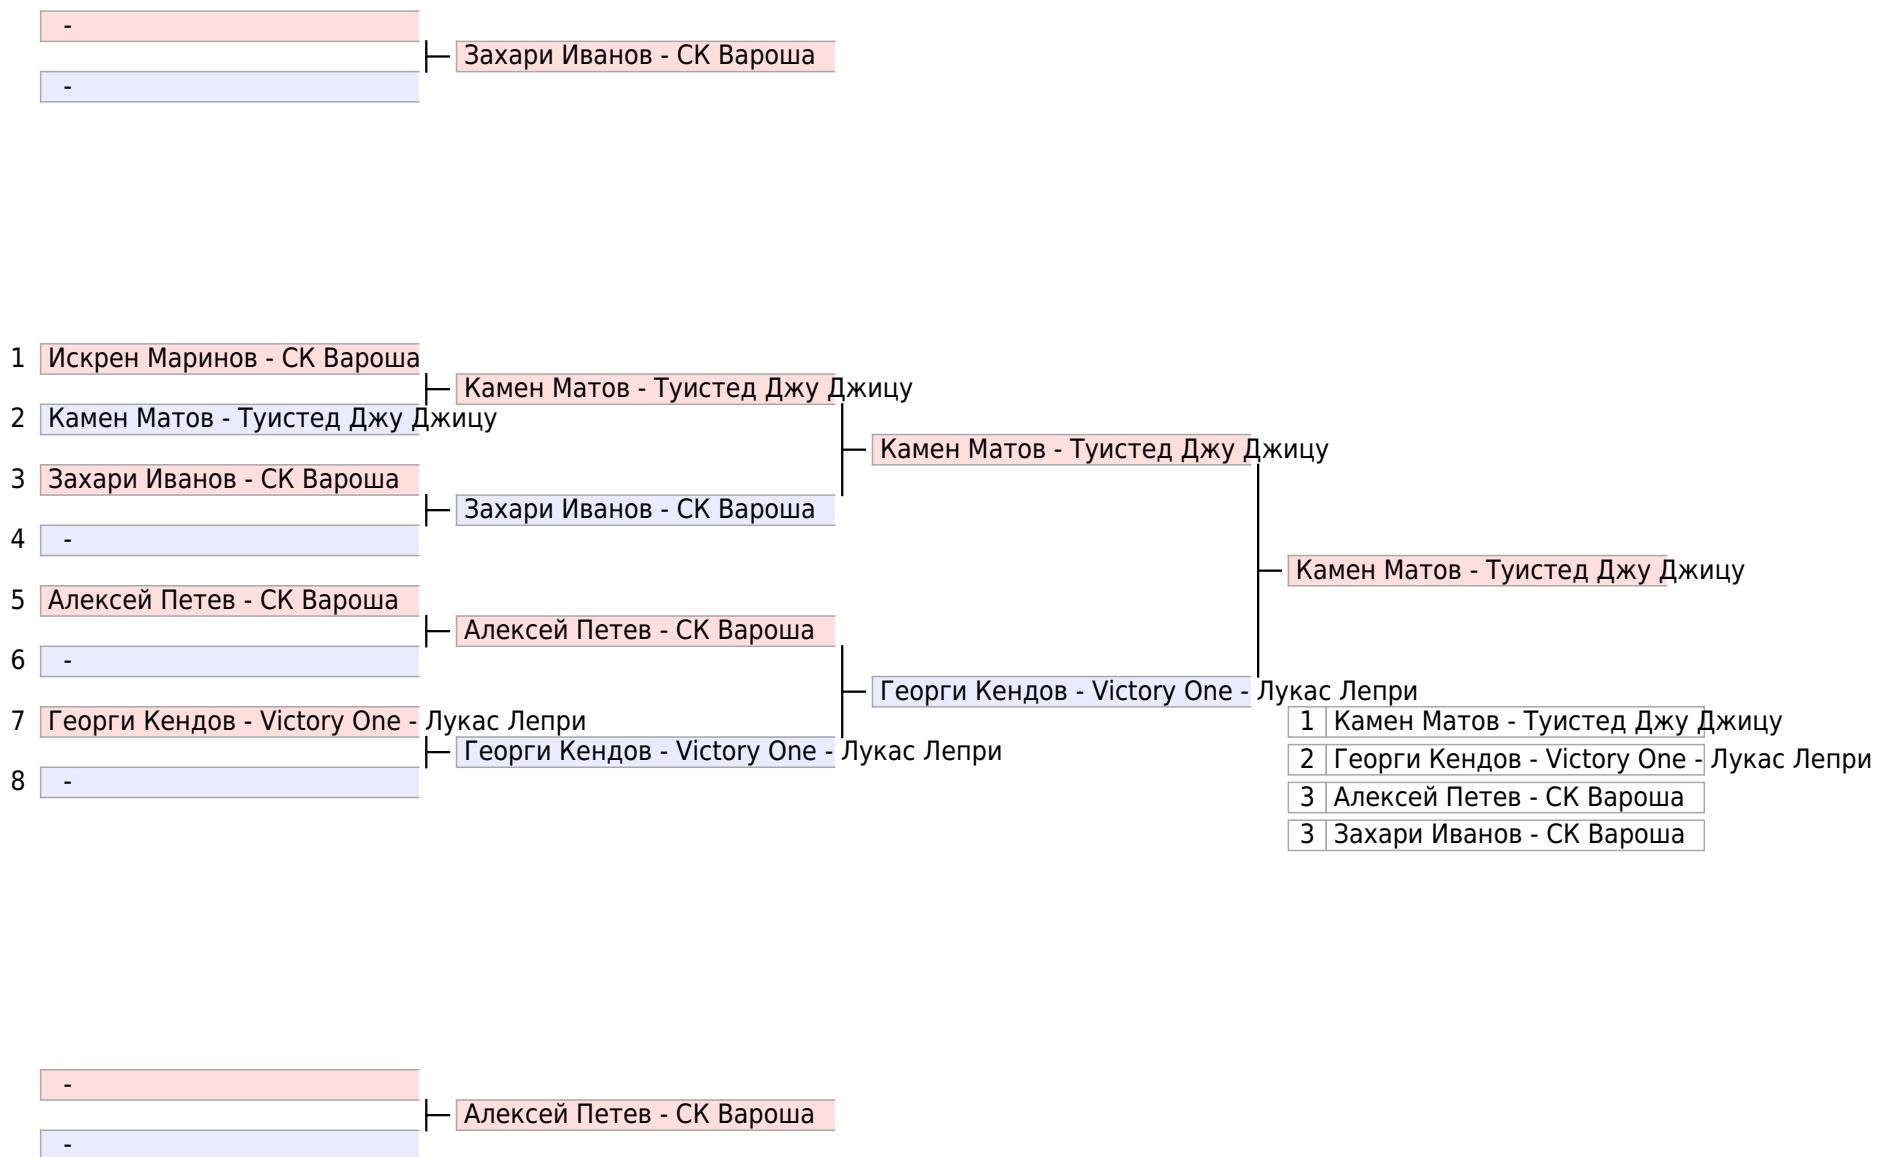 -
Захари Иванов - СК Вароша
-
1 Искрен Маринов - СК Вароша
Камен Матов - Туистед Джу Джицу
2 Камен Матов - Туистед Джу Джицу
Камен Матов - Туистед Джу Джицу
3 Захари Иванов - СК Вароша
Захари Иванов - СК Вароша
4 -
Камен Матов - Туистед Джу Джицу
5 Алексей Петев - СК Вароша
Алексей Петев - СК Вароша
6 -
Георги Кендов - Victory One - Лукас Лепри
7 Георги Кендов - Victory One - Лукас Лепри
Георги Кендов - Victory One - Лукас Лепри
8 -
1 Камен Матов - Туистед Джу Джицу
2 Георги Кендов - Victory One - Лукас Лепри
3 Алексей Петев - СК Вароша
3 Захари Иванов - СК Вароша
-
Алексей Петев - СК Вароша
-